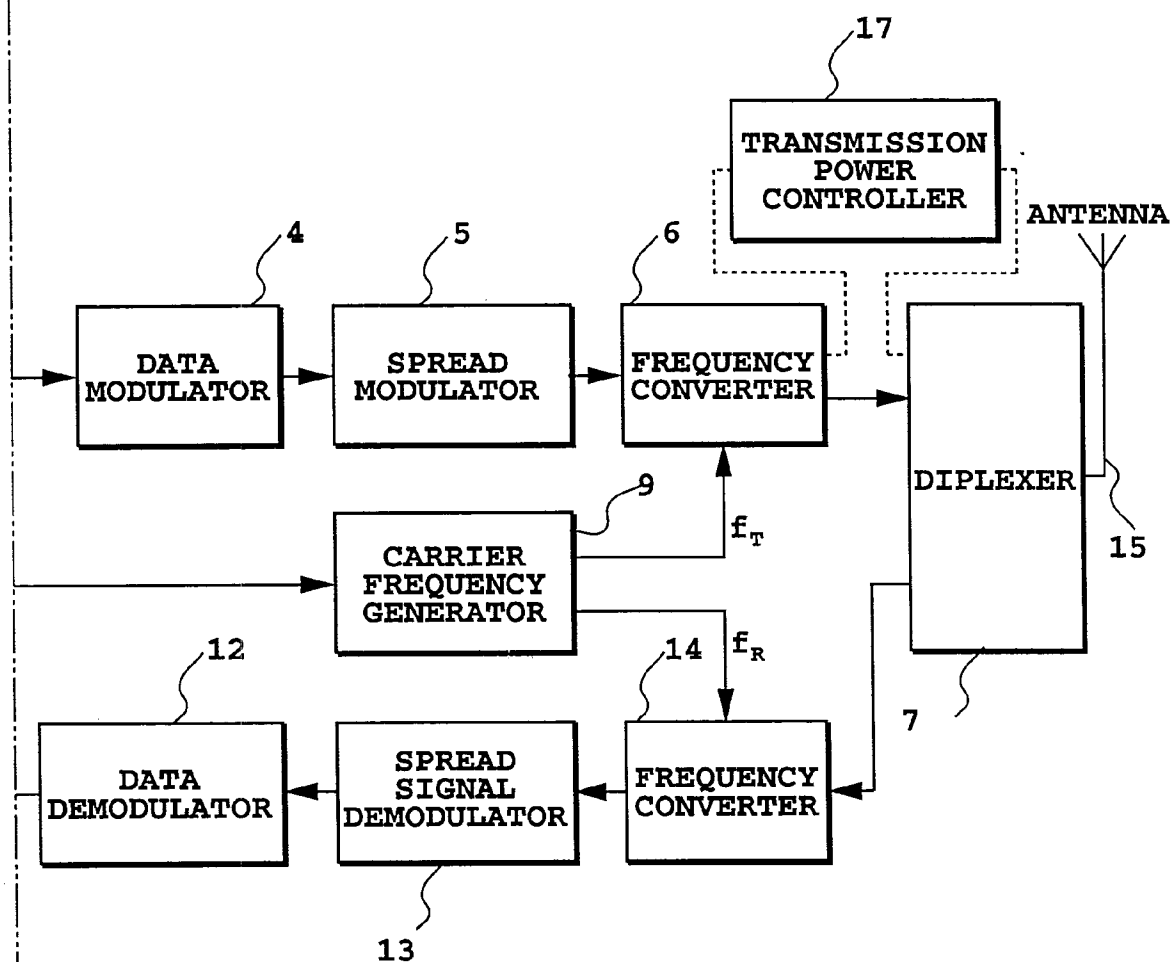 17
TRANSMISSION
POWER
CONTROLLER
ANTENNA
4
5
6
DATA
MODULATOR
SPREAD
MODULATOR
FREQUENCY
CONVERTER
DIPLEXER
9
f_T
15
CARRIER
FREQUENCY
GENERATOR
f_R
12
14
7
DATA
DEMODULATOR
SPREAD
SIGNAL
DEMODULATOR
FREQUENCY
CONVERTER
13